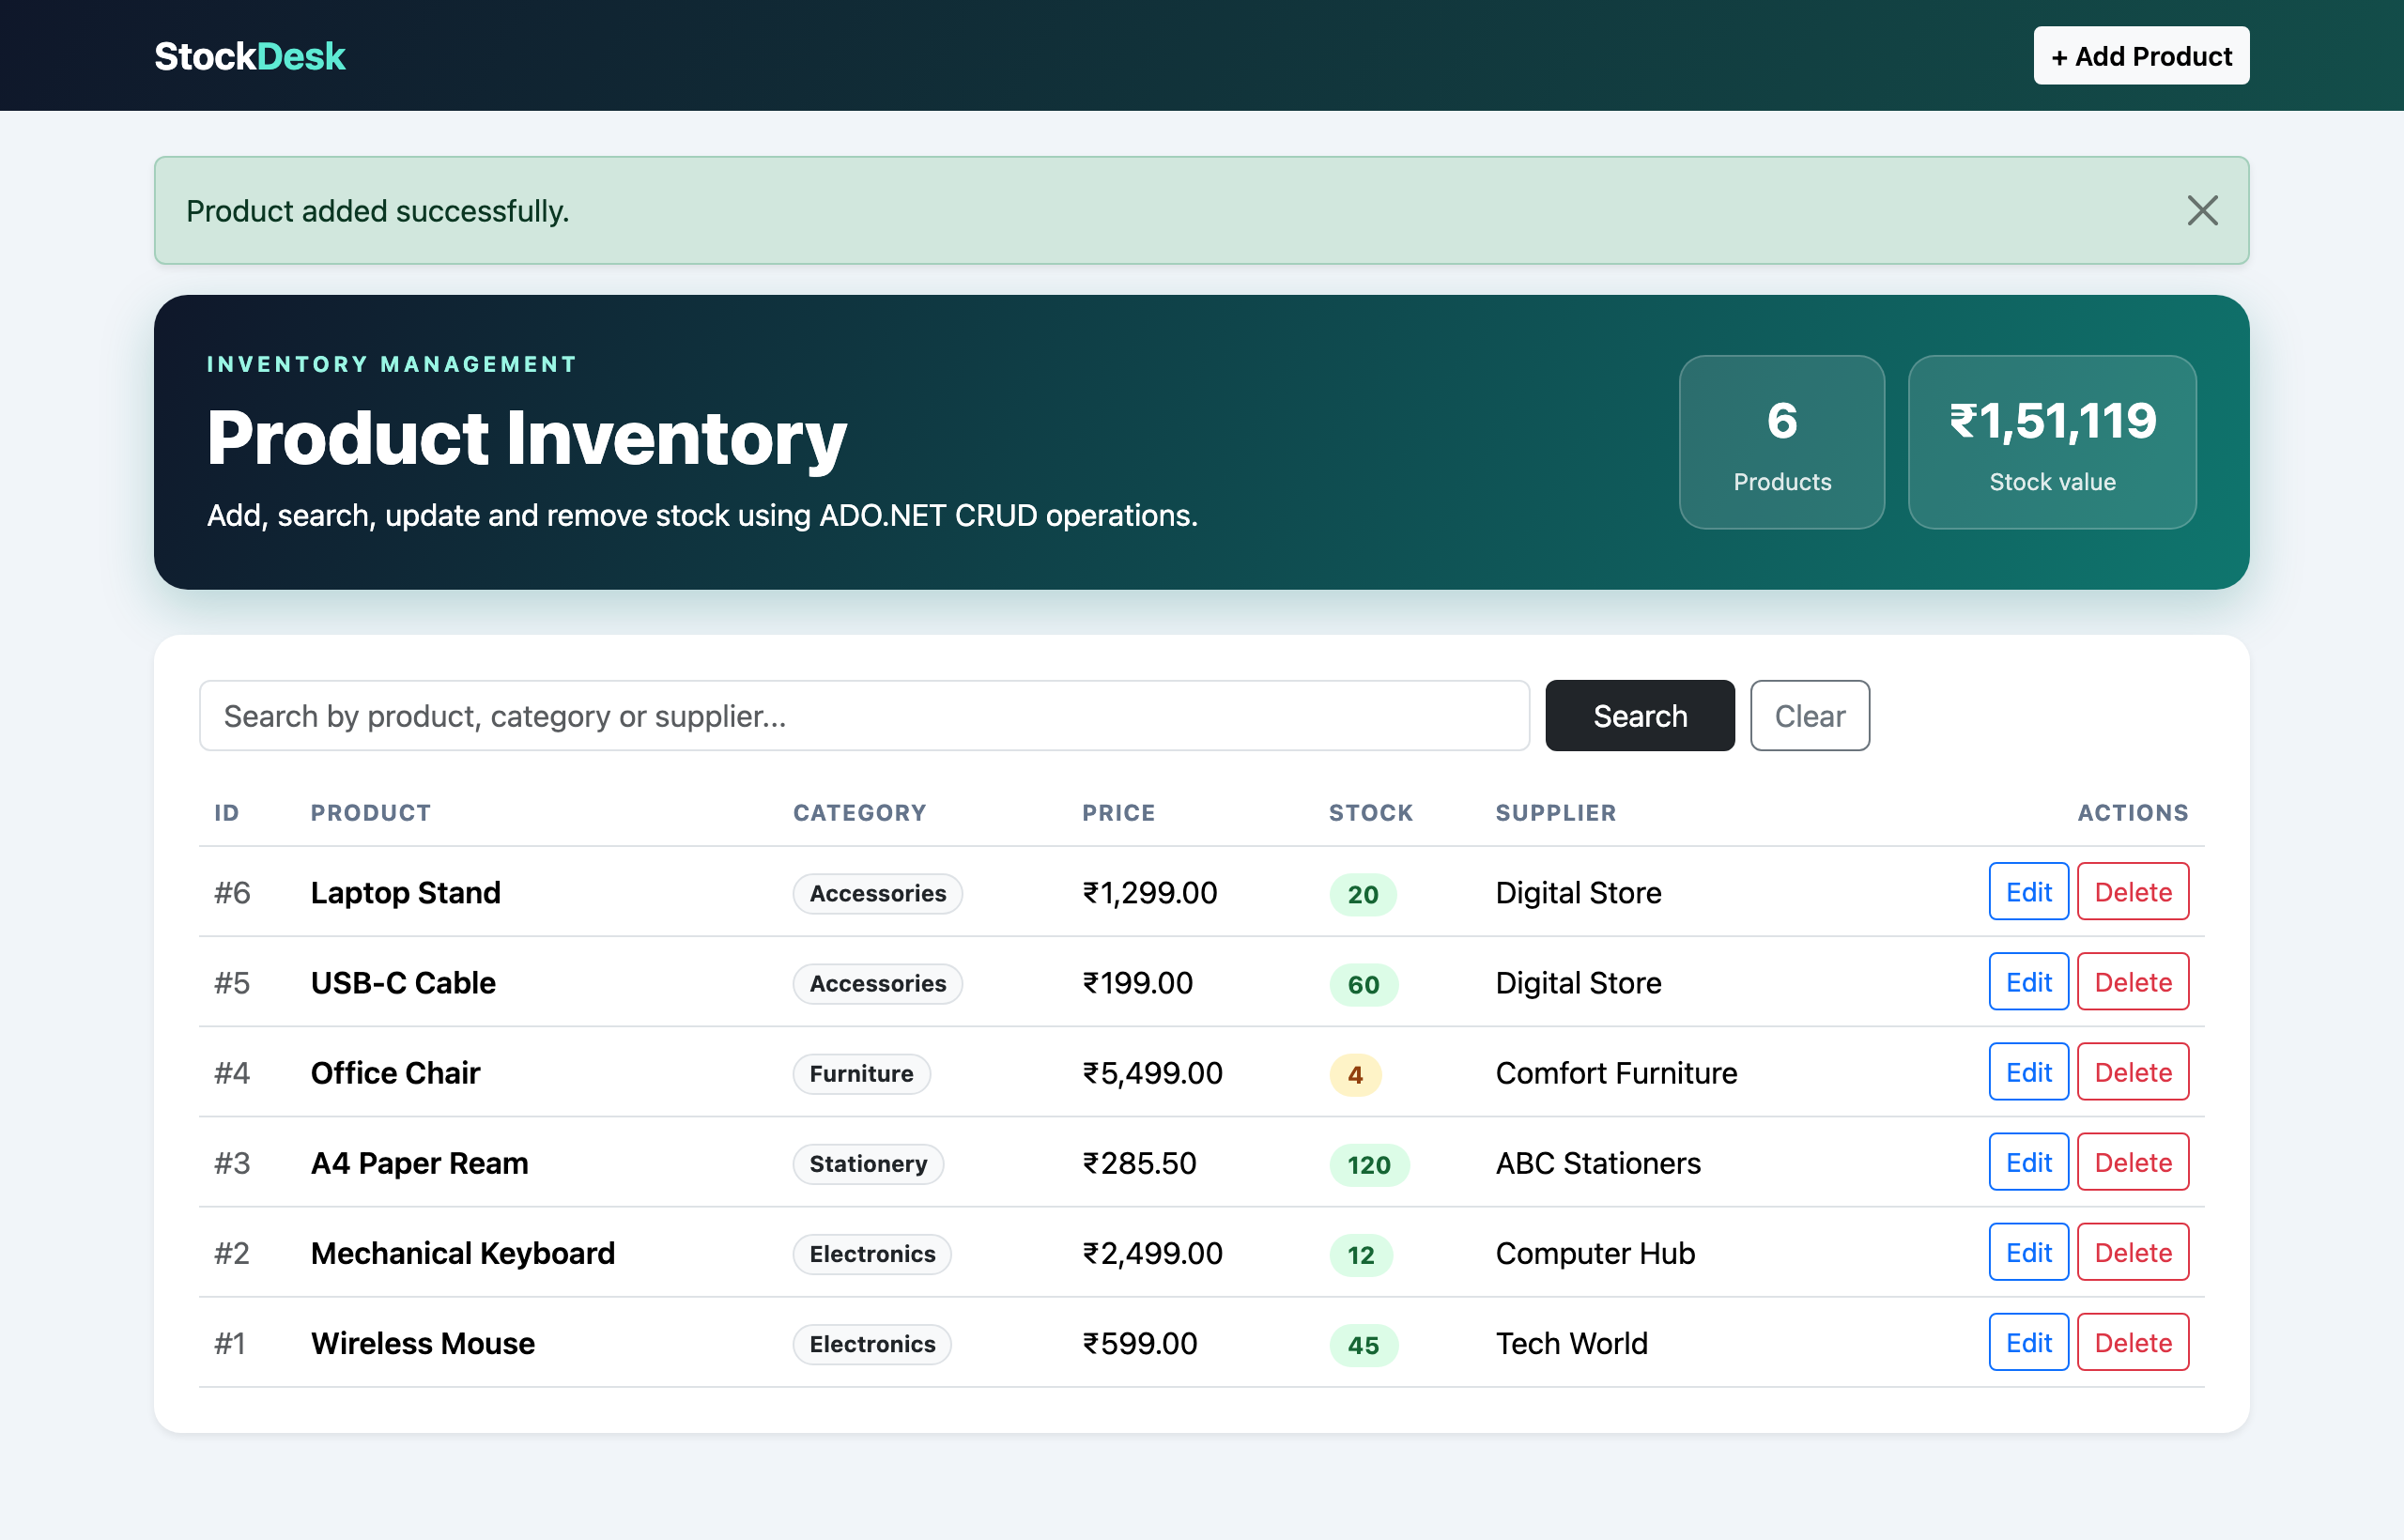 StockDesk
+ Add Product
Product added successfully.
INVENTORY MANAGEMENT
Product Inventory
Add, search, update and remove stock using ADO.NET CRUD operations.
6
Products
₹1,51,119
Stock value
Search by product, category or supplier...
Search
Clear
ID PRODUCT CATEGORY PRICE STOCK SUPPLIER ACTIONS
#6 Laptop Stand Accessories ₹1,299.00 20 Digital Store Edit Delete
#5 USB-C Cable Accessories ₹199.00 60 Digital Store Edit Delete
#4 Office Chair Furniture ₹5,499.00 4 Comfort Furniture Edit Delete
#3 A4 Paper Ream Stationery ₹285.50 120 ABC Stationers Edit Delete
#2 Mechanical Keyboard Electronics ₹2,499.00 12 Computer Hub Edit Delete
#1 Wireless Mouse Electronics ₹599.00 45 Tech World Edit Delete